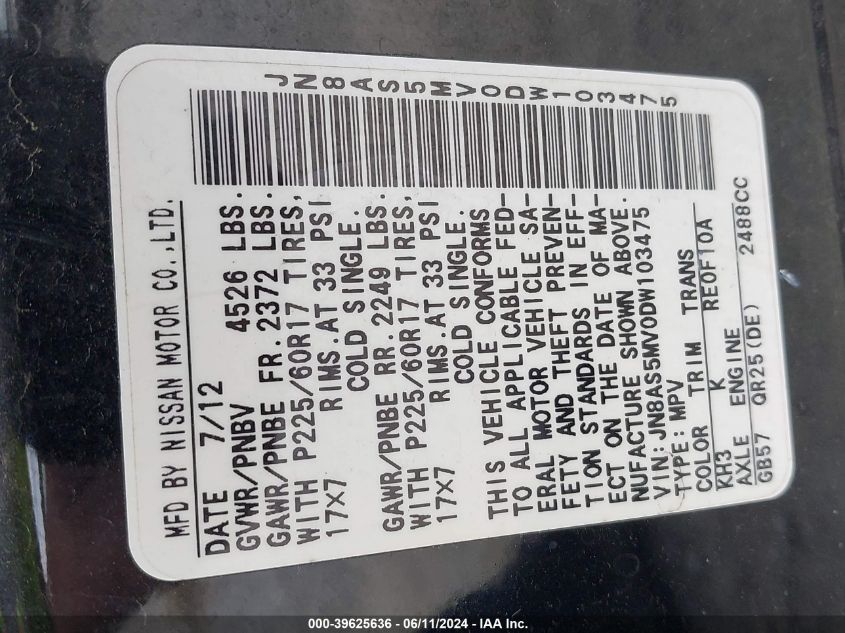 JN8AS5MV0DW103475
MFD BY NISSAN MOTOR CO.,LTD.
DATE 7/12
GVWR/PNBV 4526 LBS.
GAWR/PNBE FR.2372 LBS.
WITH P225/60R17 TIRES,
17X7 RIMS.AT 33 PSI
COLD SINGLE.
GAWR/PNBE RR.2249 LBS.
WITH P225/60R17 TIRES,
17X7 RIMS.AT 33 PSI
COLD SINGLE.
THIS VEHICLE CONFORMS
TO ALL APPLICABLE FED-
ERAL MOTOR VEHICLE SA-
FETY AND THEFT PREVEN-
TION STANDARDS IN EFF-
ECT ON THE DATE OF MA-
NUFACTURE SHOWN ABOVE.
VIN:JN8AS5MV0DW103475
TYPE:MPV
COLOR TRIM TRANS
KH3 K RE0F10A
AXLE ENGINE
GB57 QR25(DE) 2488CC
000-39625636 - 06/11/2024 - IAA Inc.